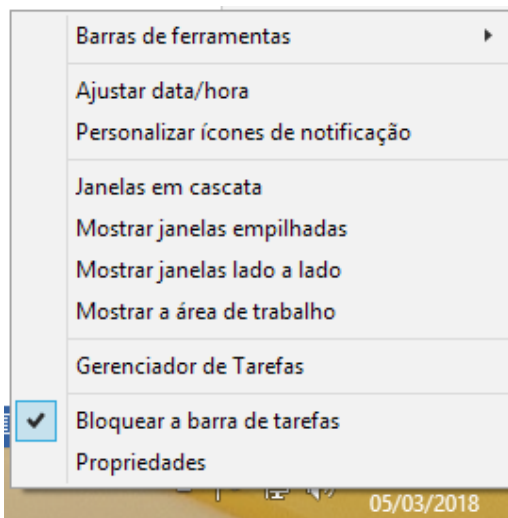 Barras de ferramentas
Ajustar data/hora
Personalizar ícones de notificação
Janelas em cascata
Mostrar janelas empilhadas
Mostrar janelas lado a lado
Mostrar a área de trabalho
Gerenciador de Tarefas
Bloquear a barra de tarefas
Propriedades
05/03/2018